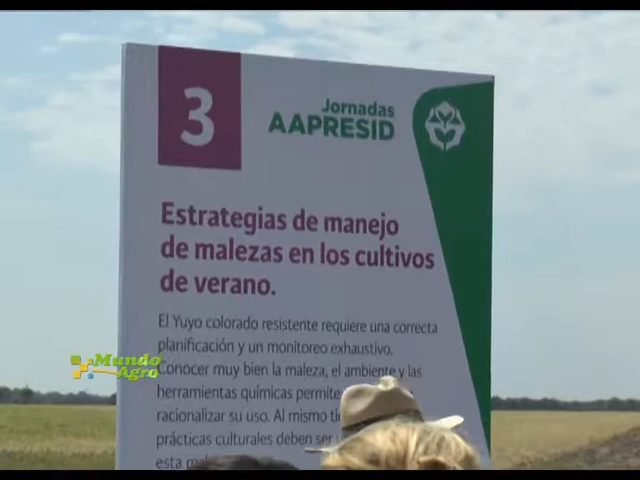 3
Jornadas
AAPRESID
Estrategias de manejo
de malezas en los cultivos
de verano.
El Yuyo colorado resistente requiere una correcta
planificación y un monitoreo exhaustivo.
Conocer muy bien la maleza, el ambiente y las
herramientas químicas permite
racionalizar su uso. Al mismo
prácticas culturales deben ser
esta
Mundo
Agro